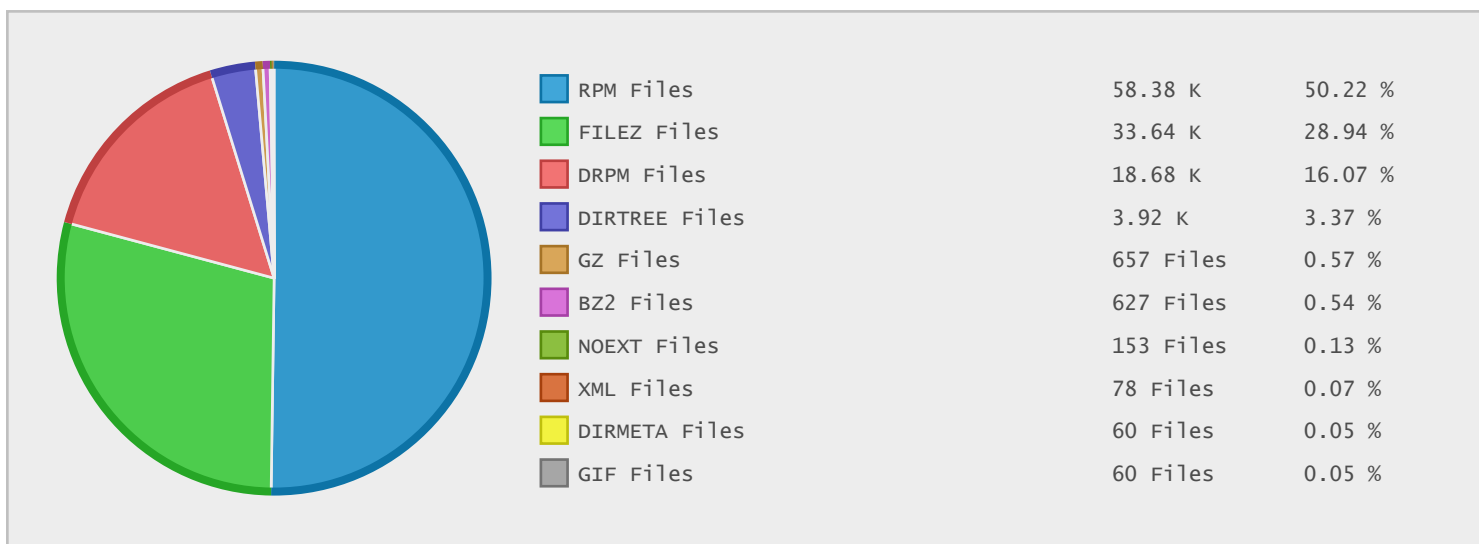 RPM Files 58.38 K 50.22 %
FILEZ Files 33.64 K 28.94 %
DRPM Files 18.68 K 16.07 %
DIRTREE Files 3.92 K 3.37 %
GZ Files 657 Files 0.57 %
BZ2 Files 627 Files 0.54 %
NOEXT Files 153 Files 0.13 %
XML Files 78 Files 0.07 %
DIRMETA Files 60 Files 0.05 %
GIF Files 60 Files 0.05 %